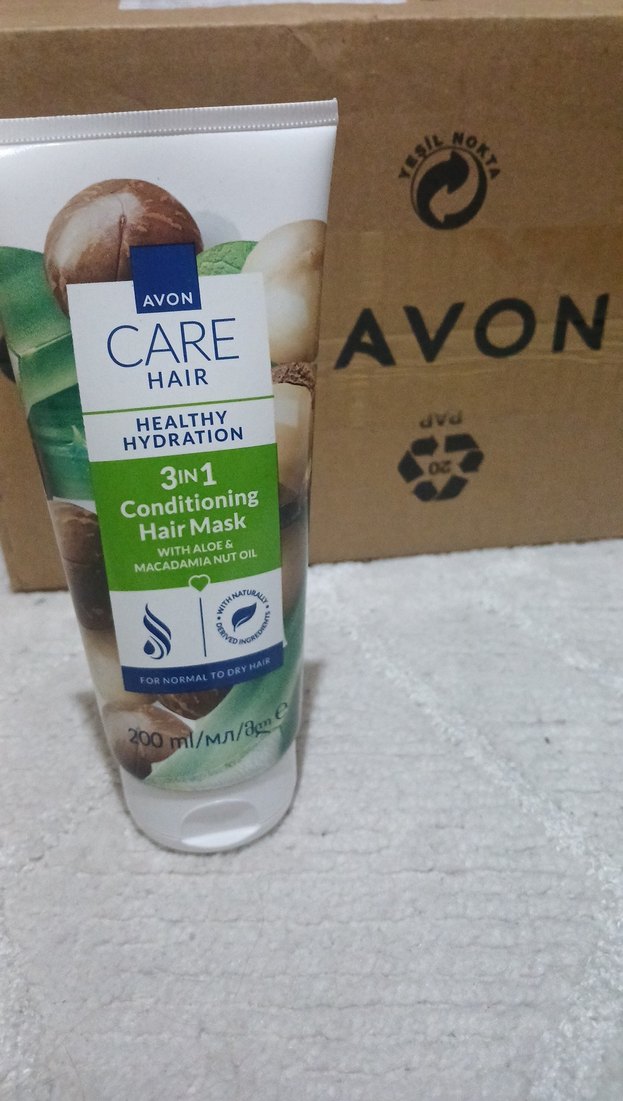 AVON
CARE
HAIR
HEALTHY
HYDRATION
3IN1
Conditioning
Hair Mask
WITH ALOE &
MACADAMIA NUT OIL
WITH NATURALLY
DERIVED INGREDIENTS
FOR NORMAL TO DRY HAIR
200 ml/мл/მლ e
YEŞİL NOKTA
AVON
PAP
20